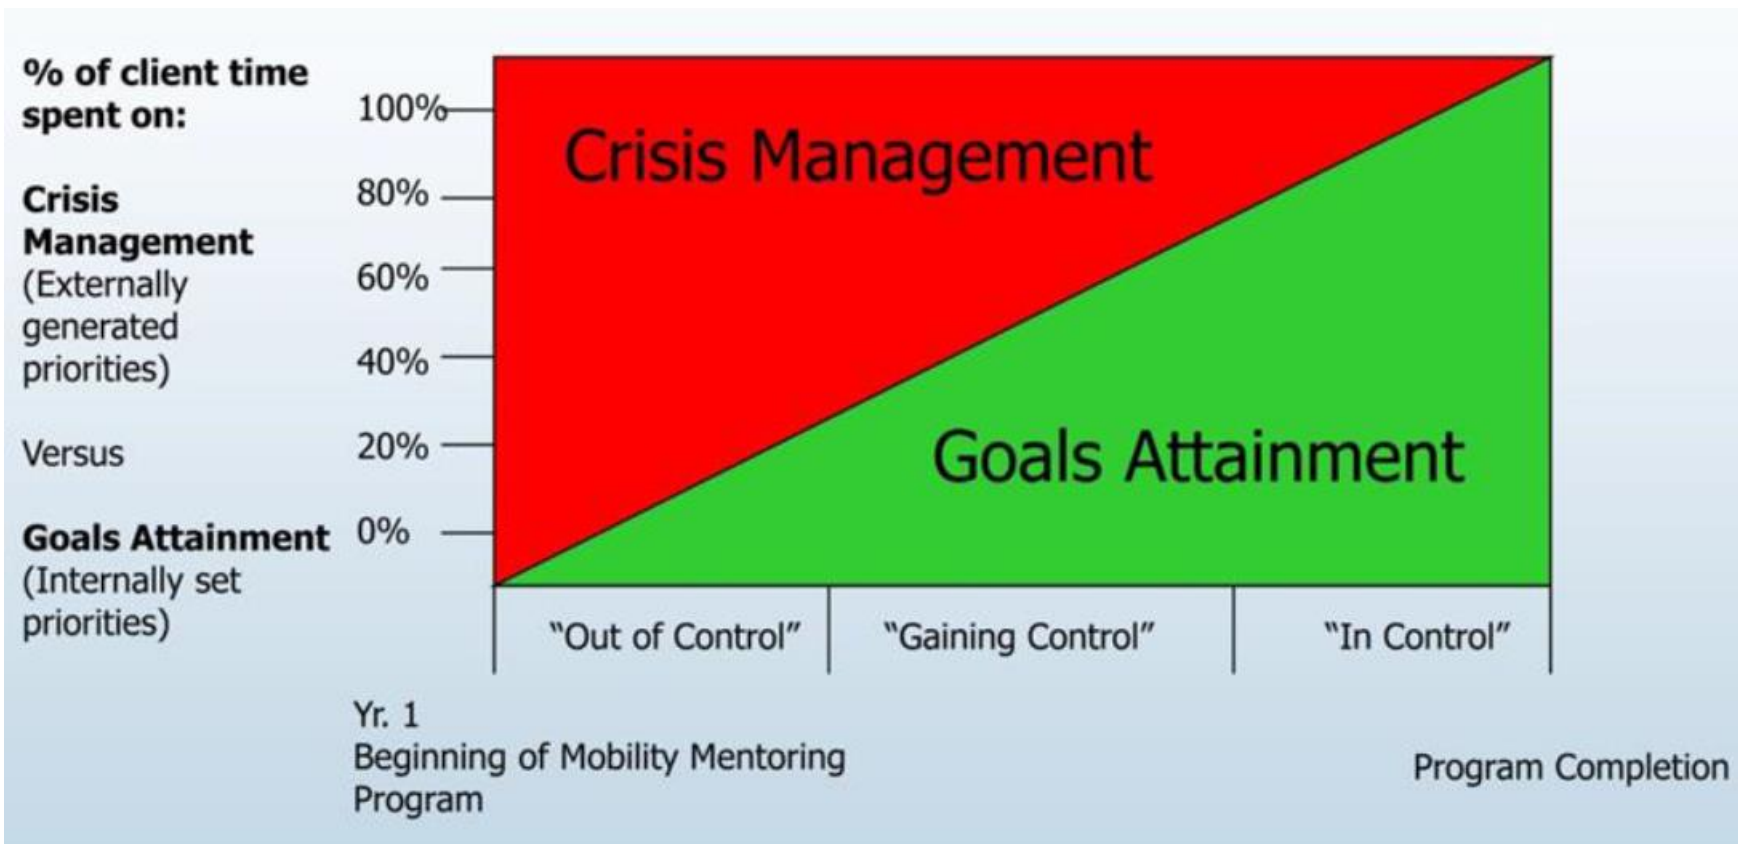 % of client time
spent on:
Crisis
Management
(Externally
generated
priorities)
Versus
Goals Attainment
(Internally set
priorities)
100%
80%
60%
40%
20%
0%
Crisis Management
Goals Attainment
“Out of Control”
“Gaining Control”
“In Control”
Yr. 1
Beginning of Mobility Mentoring
Program
Program Completion